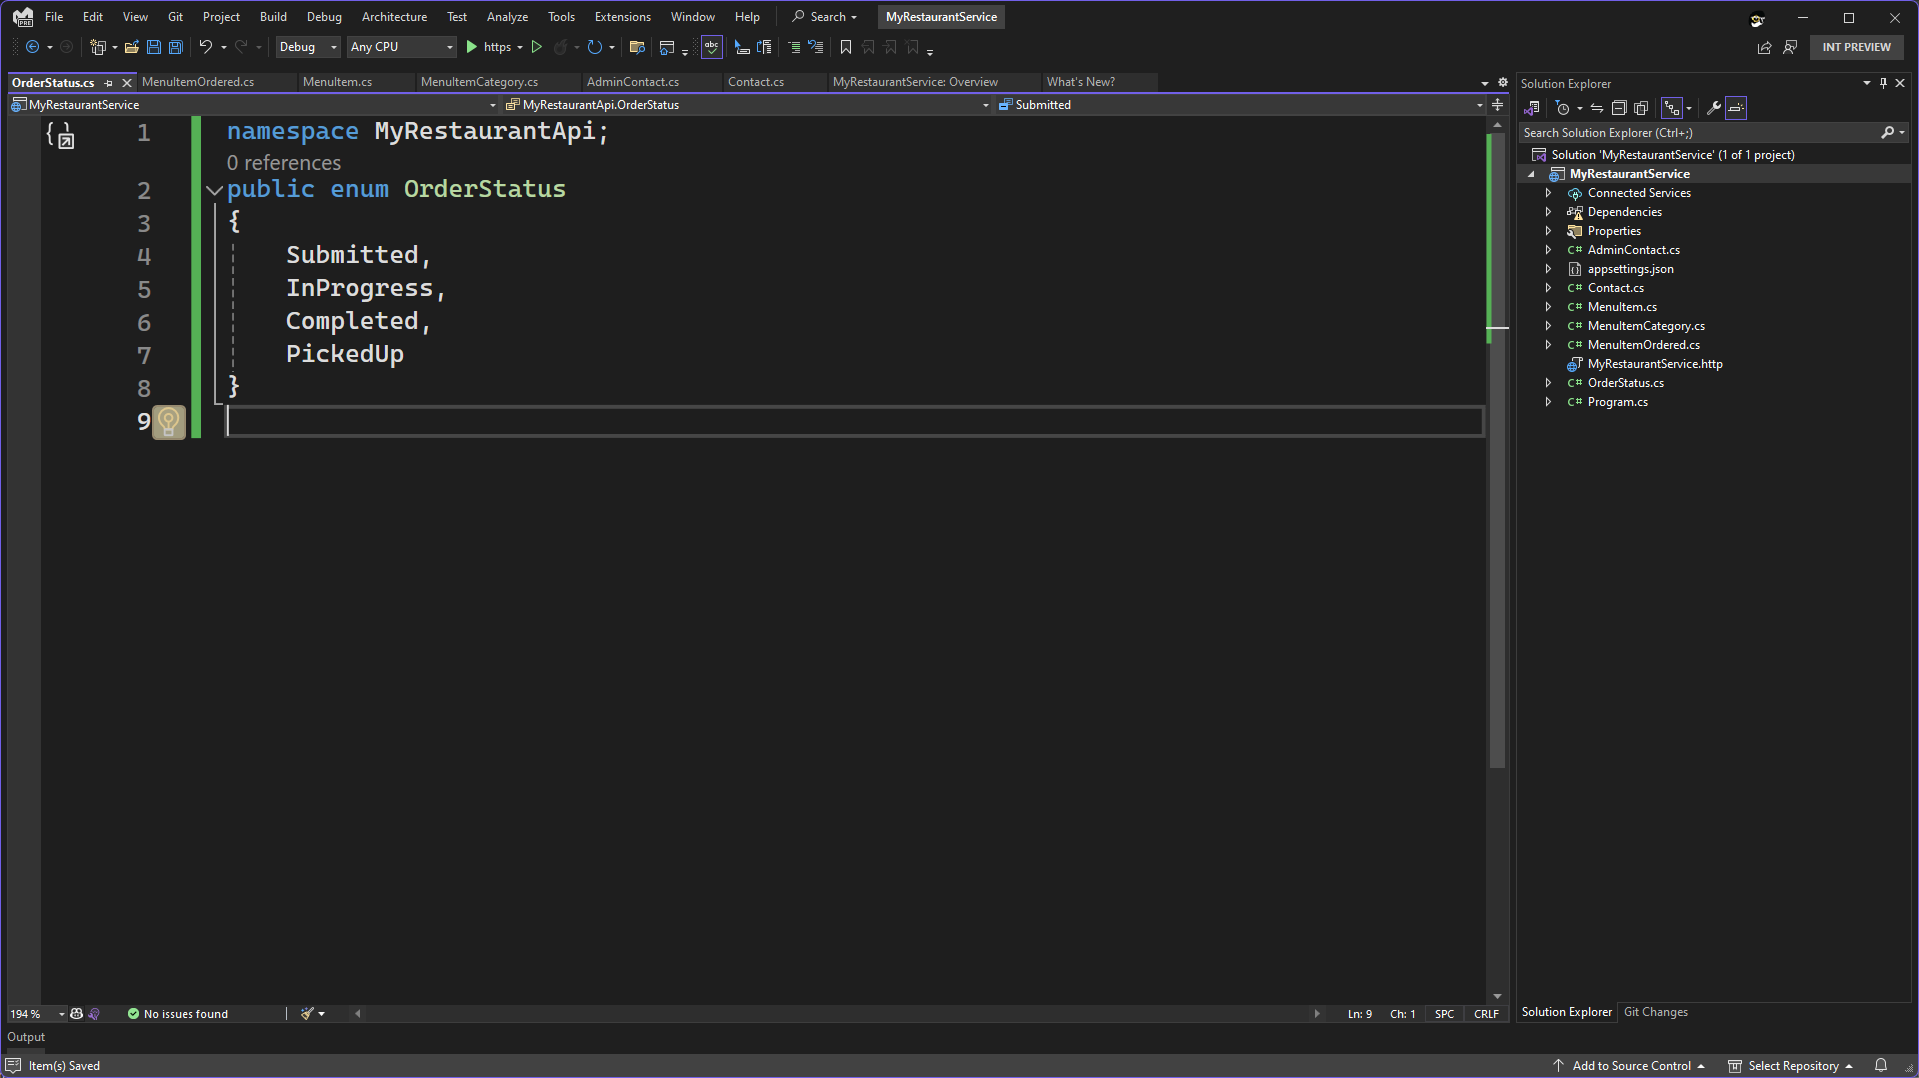 File Edit View Git Project Build Debug Architecture Test Analyze Tools Extensions Window Help Search MyRestaurantService
Debug Any CPU https INT PREVIEW
OrderStatus.cs MenuItemOrdered.cs MenuItem.cs MenuItemCategory.cs AdminContact.cs Contact.cs MyRestaurantService: Overview What's New?
MyRestaurantService MyRestaurantApi.OrderStatus Submitted
1 namespace MyRestaurantApi;
0 references
2 public enum OrderStatus
3 {
4 Submitted,
5 InProgress,
6 Completed,
7 PickedUp
8 }
9
194 % No issues found Ln: 9 Ch: 1 SPC CRLF
Output
Solution Explorer
Search Solution Explorer (Ctrl+;)
Solution 'MyRestaurantService' (1 of 1 project)
MyRestaurantService
Connected Services
Dependencies
Properties
C# AdminContact.cs
appsettings.json
C# Contact.cs
C# MenuItem.cs
C# MenuItemCategory.cs
C# MenuItemOrdered.cs
MyRestaurantService.http
C# OrderStatus.cs
C# Program.cs
Solution Explorer Git Changes
Item(s) Saved Add to Source Control Select Repository